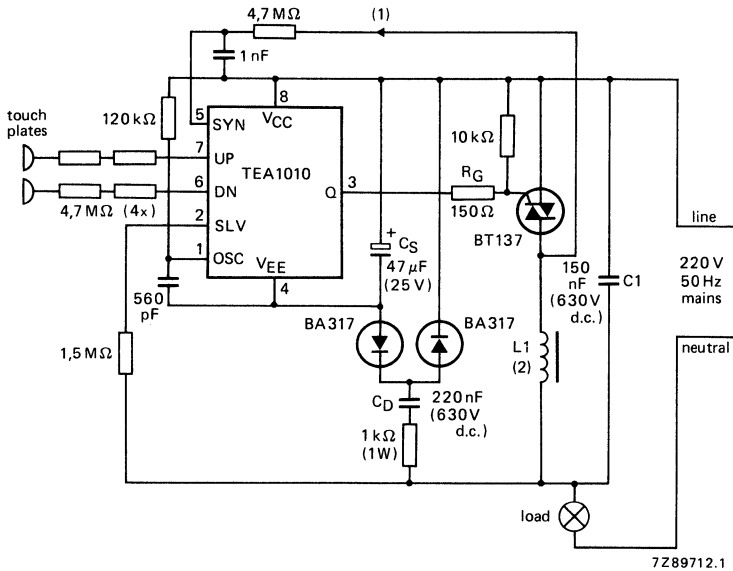 4,7 MΩ
(1)
1 nF
touch
plates
120 kΩ
5
SYN
8
VCC
7
UP
TEA1010
6
DN
Q
3
4,7 MΩ (4x)
2
SLV
1
OSC
VEE
4
560
pF
1,5 MΩ
10 kΩ
RG
150 Ω
BT137
+
CS
47 µF
(25 V)
BA317
BA317
CD
220 nF
(630V
d.c.)
1 kΩ
(1W)
150
nF
(630V
d.c.)
C1
L1
(2)
line
220 V
50 Hz
mains
neutral
load
7Z89712.1